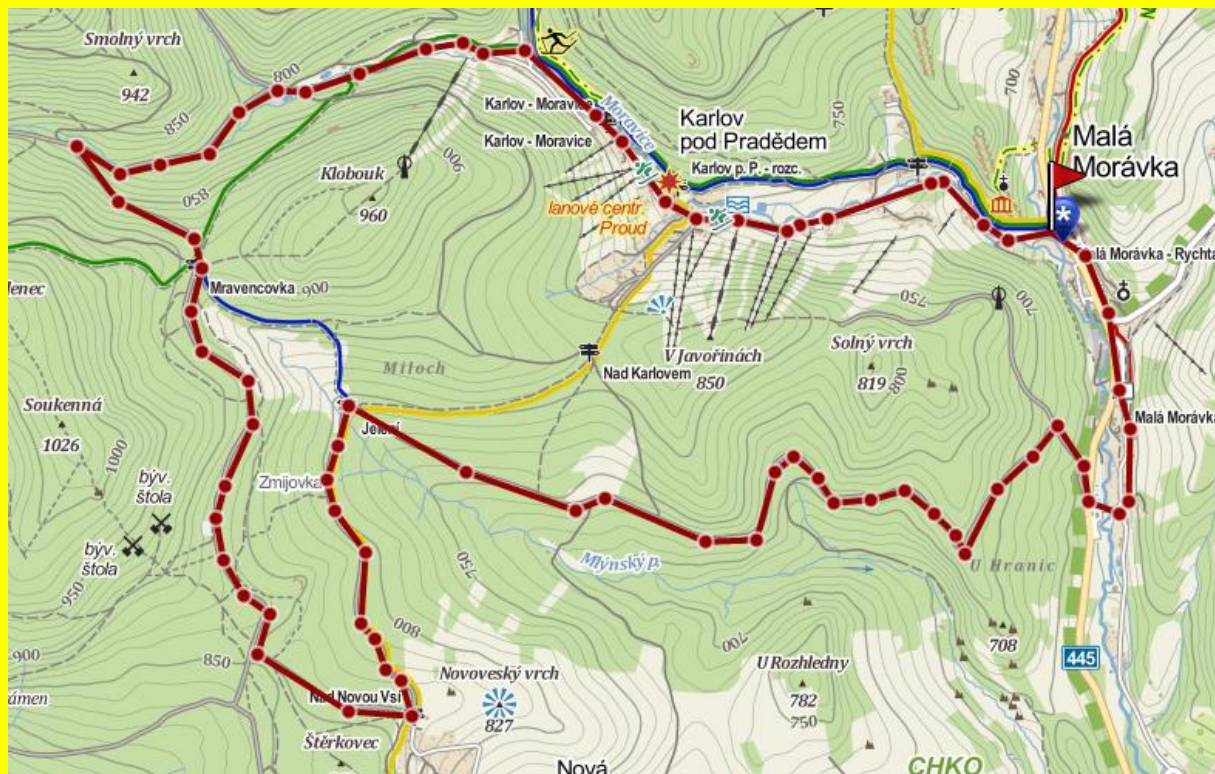 Smolný vrch
942
800
850
850
Klobouk
960
900
Karlov - Moravice
Karlov - Moravice
Moravice
Karlov
pod Pradědem
Karlov p. P. - rozc.
750
700
Malá
Morávka
lanové centr.
Proud
Malá Morávka - Rychta
Mravencovka
900
750
700
Miloch
Nad Karlovem
V Javořinách
850
Solný vrch
819
800
Soukenná
1026
1000
Jelení
Malá Morávka
Zmijovka
býv.
štola
býv.
štola
950
750
Mlýnský p.
U Hranic
800
700
708
445
900
850
Nad Novou Vsí
Novoveský vrch
827
U Rozhledny
782
750
Štěrkovec
Nová
CHKO